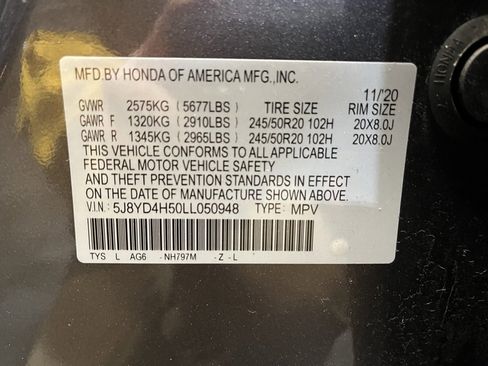 MFD.BY HONDA OF AMERICA MFG.,INC.
11/'20
GVWR 2575KG (5677LBS) TIRE SIZE RIM SIZE
GAWR F 1320KG (2910LBS) 245/50R20 102H 20X8.0J
GAWR R 1345KG (2965LBS) 245/50R20 102H 20X8.0J
THIS VEHICLE CONFORMS TO ALL APPLICABLE
FEDERAL MOTOR VEHICLE SAFETY
AND THEFT PREVENTION STANDARDS IN EFFECT
ON THE DATE OF MANUFACTURE SHOWN ABOVE.
V.I.N: 5J8YD4H50LL050948 TYPE: MPV
TYS L AG6 -NH797M -Z-L
HONDA